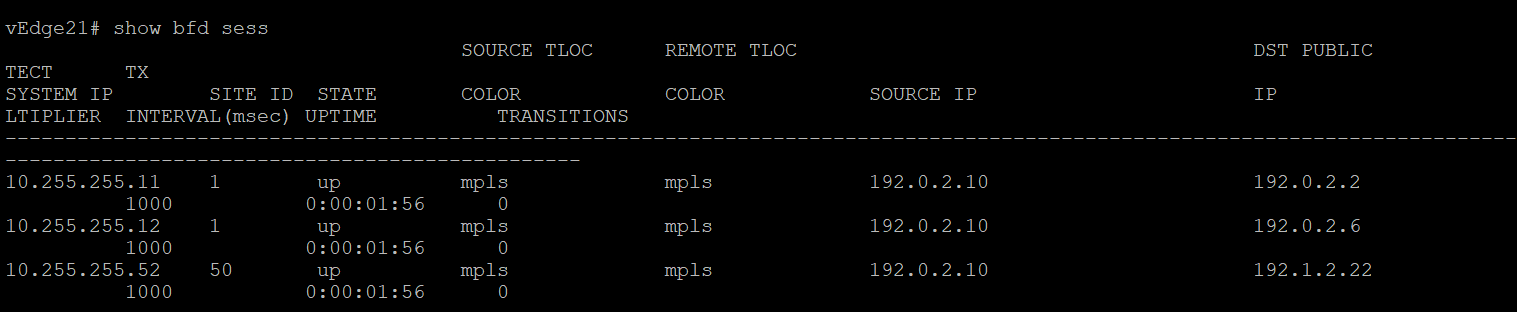 vEdge21# show bfd sess
                                      SOURCE TLOC      REMOTE TLOC                                      DST PUBLIC
TECT      TX
SYSTEM IP        SITE ID  STATE       COLOR            COLOR            SOURCE IP                       IP
LTIPLIER  INTERVAL(msec) UPTIME          TRANSITIONS
------------------------------------------------------------------------------------------------------------------------------
------------------------------------------------
10.255.255.11    1       up          mpls             mpls             192.0.2.10                      192.0.2.2
          1000           0:00:01:56      0
10.255.255.12    1       up          mpls             mpls             192.0.2.10                      192.0.2.6
          1000           0:00:01:56      0
10.255.255.52    50      up          mpls             mpls             192.0.2.10                      192.1.2.22
          1000           0:00:01:56      0